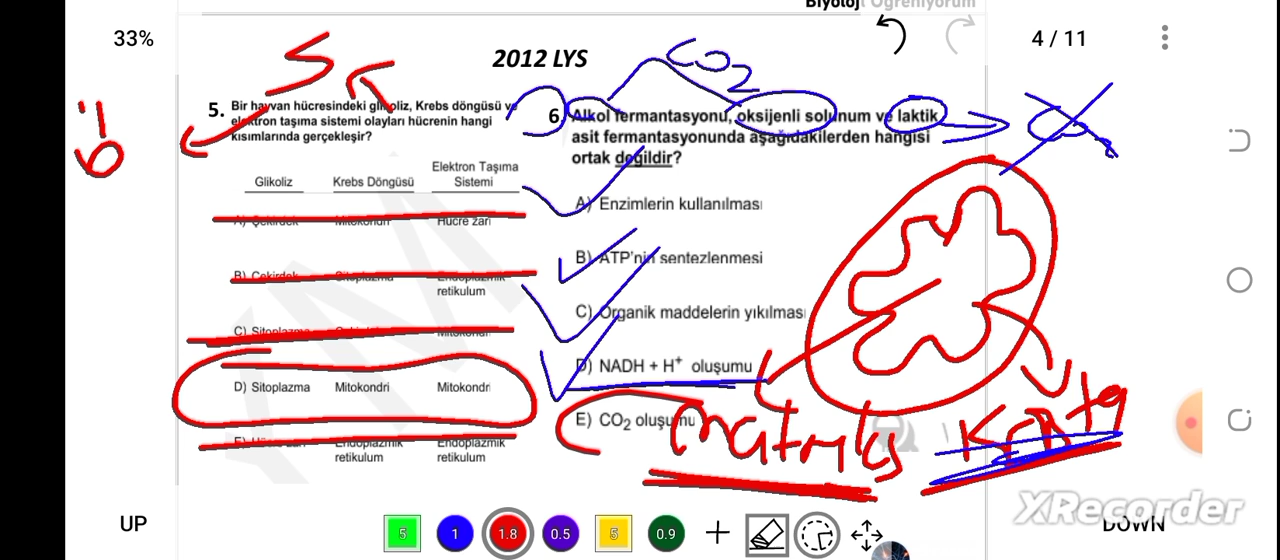 Biyoloji Öğreniyorum
33%
4 / 11
2012 LYS
CO2
5. Bir hayvan hücresindeki glikoliz, Krebs döngüsü ve
elektron taşıma sistemi olayları hücrenin hangi
kısımlarında gerçekleşir?
Glikoliz Krebs Döngüsü Elektron Taşıma
Sistemi
A) Çekirdek Mitokondri Hücre zarı
B) Çekirdek Sitoplazma Endoplazmik
retikulum
C) Sitoplazma Mitokondri
D) Sitoplazma Mitokondri Mitokondri
E) Hücre zarı Endoplazmik Endoplazmik
retikulum retikulum
6 Alkol fermantasyonu, oksijenli solunum ve laktik
asit fermantasyonunda aşağıdakilerden hangisi
ortak değildir?
A) Enzimlerin kullanılması
B) ATP'nin sentezlenmesi
C) Organik maddelerin yıkılması
D) NADH + H+ oluşumu
E) CO2 oluşumu
matriks
Krista
XRecorder
UP
5
1
1.8
0.5
5
0.9
DOWN